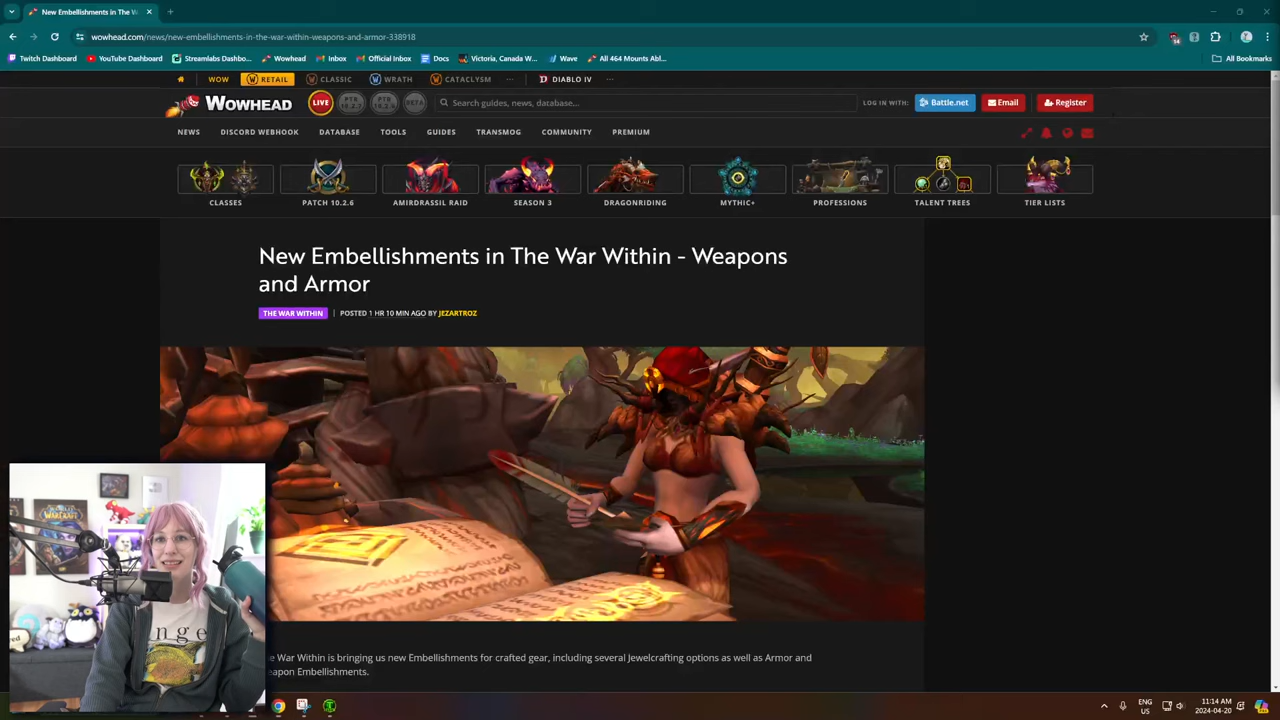 New Embellishments in The W
wowhead.com/news/new-embellishments-in-the-war-within-weapons-and-armor-338918
Twitch Dashboard
YouTube Dashboard
Streamlabs Dashbo...
Wowhead
Inbox
Official Inbox
Docs
Victoria, Canada W...
Wave
All 464 Mounts Abl...
All Bookmarks
WOW
RETAIL
CLASSIC
WRATH
CATACLYSM
...
DIABLO IV
...
WOWHEAD
LIVE
PTR
PTR
BETA
Search guides, news, database...
LOG IN WITH:
Battle.net
Email
Register
NEWS
DISCORD WEBHOOK
DATABASE
TOOLS
GUIDES
TRANSMOG
COMMUNITY
PREMIUM
CLASSES
PATCH 10.2.6
AMIRDRASSIL RAID
SEASON 3
DRAGONRIDING
MYTHIC+
PROFESSIONS
TALENT TREES
TIER LISTS
New Embellishments in The War Within - Weapons
and Armor
THE WAR WITHIN | POSTED 1 HR 10 MIN AGO BY JEZARTROZ
e War Within is bringing us new Embellishments for crafted gear, including several Jewelcrafting options as well as Armor and
eapon Embellishments.
ENG
US
11:14 AM
2024-04-20